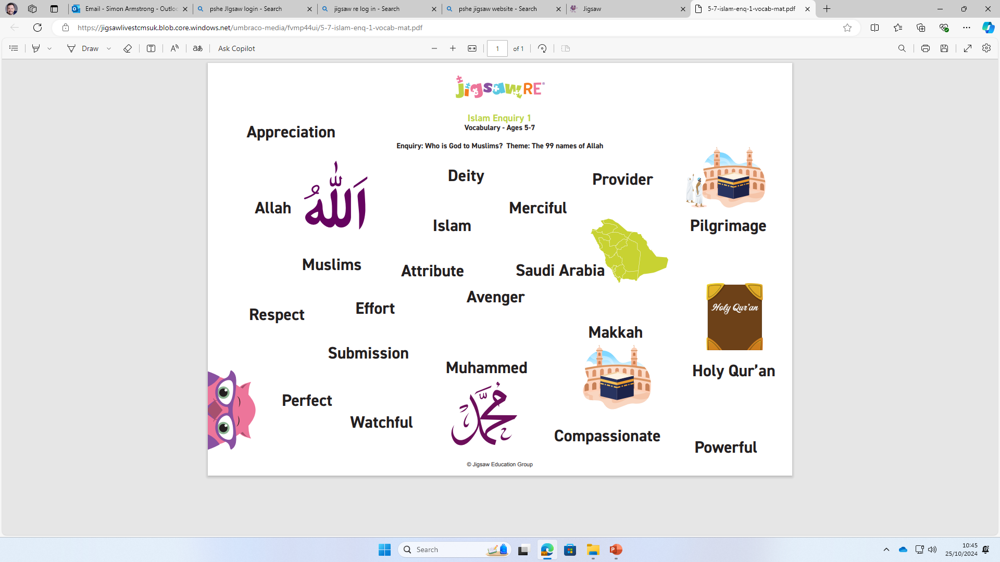 Email - Simon Armstrong - Outloo
pshe JIgsaw login - Search
jigsaw re log in - Search
pshe jigsaw website - Search
Jigsaw
5-7-islam-enq-1-vocab-mat.pdf
https://jigsawlivestcmsuk.blob.core.windows.net/umbraco-media/fvmp44ui/5-7-islam-enq-1-vocab-mat.pdf
Draw
aあ
Ask Copilot
1
of 1
jigsaw RE®
Islam Enquiry 1
Vocabulary - Ages 5-7
Appreciation
Enquiry: Who is God to Muslims? Theme: The 99 names of Allah
Deity
Provider
Allah
اَللّٰهُ
Merciful
Islam
Pilgrimage
Muslims
Attribute
Saudi Arabia
Avenger
Effort
Respect
Holy Qur'an
Makkah
Submission
Muhammed
Holy Qur’an
Perfect
مُحَمَّد
Watchful
Compassionate
Powerful
© Jigsaw Education Group
Search
10:45
25/10/2024